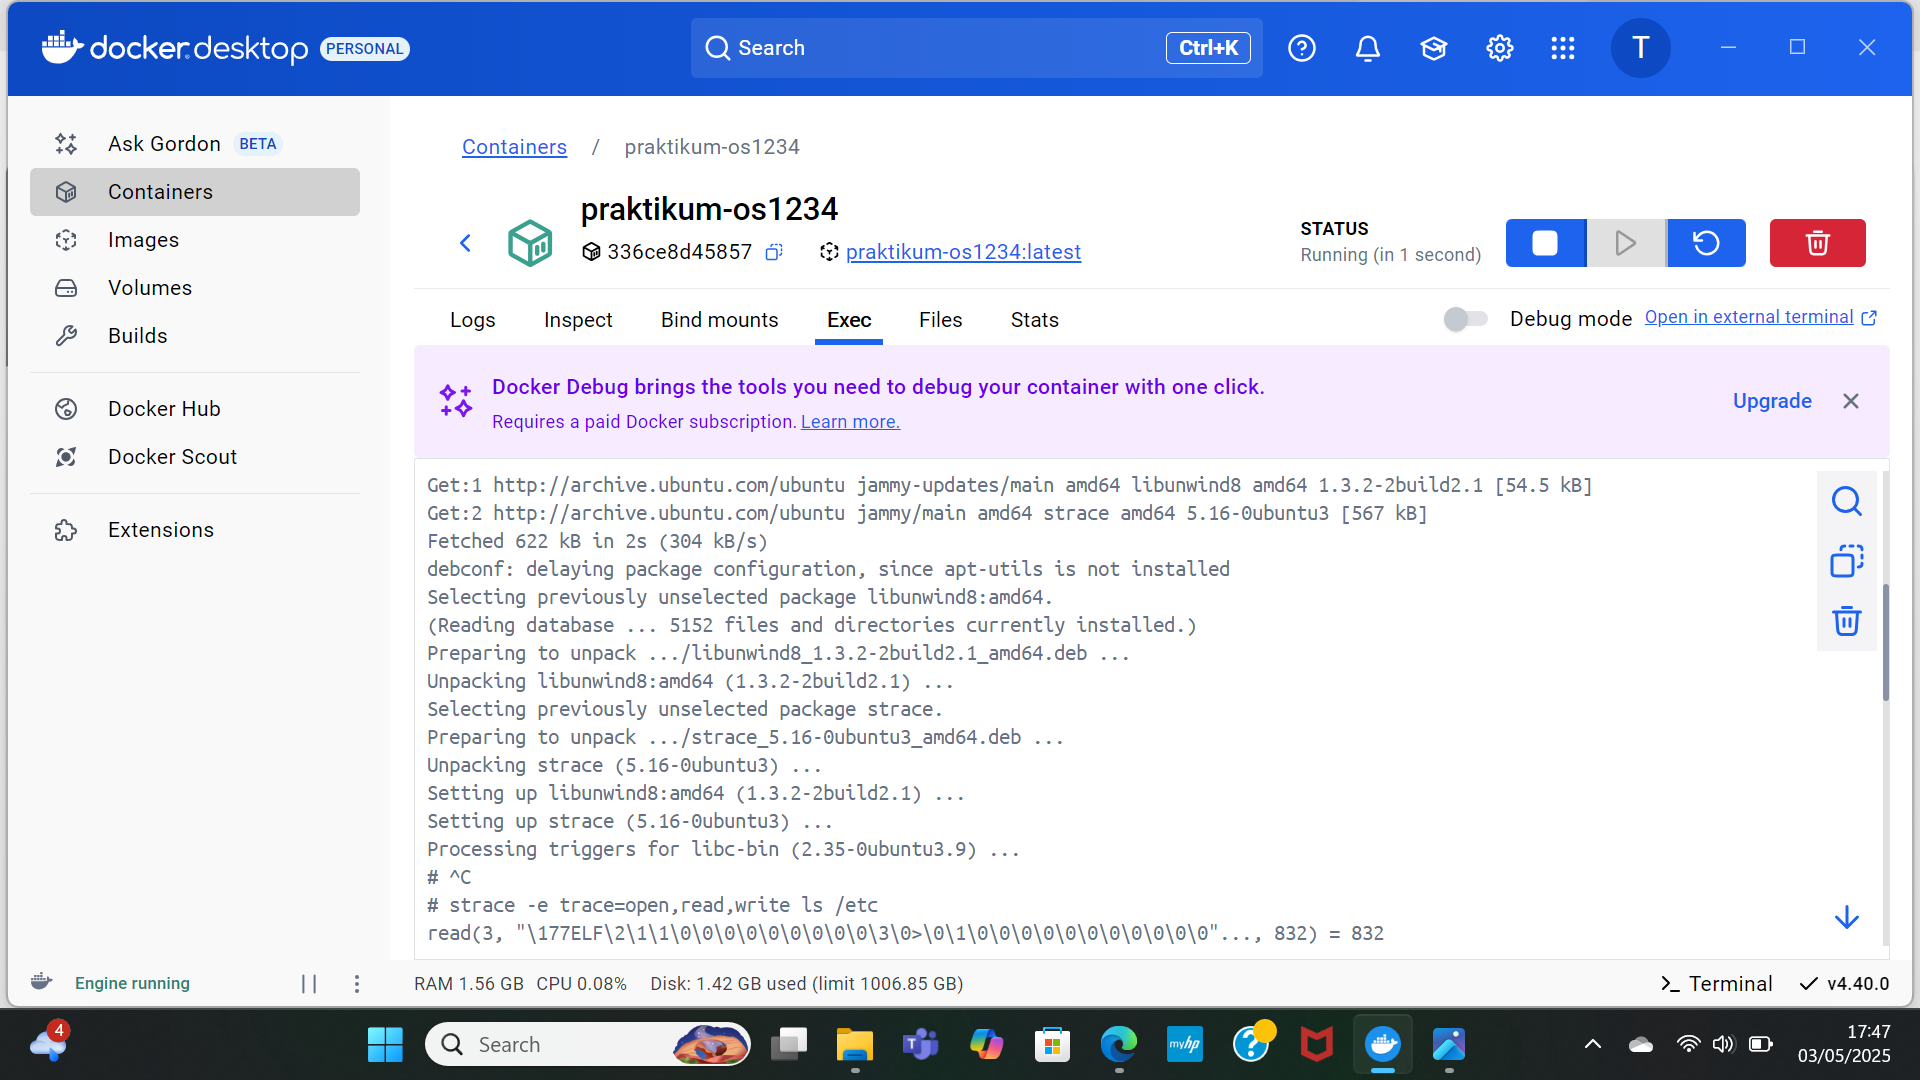 docker.desktop PERSONAL
Search Ctrl+K
T
Ask Gordon BETA
Containers
Images
Volumes
Builds
Docker Hub
Docker Scout
Extensions
Containers / praktikum-os1234
praktikum-os1234
336ce8d45857 praktikum-os1234:latest
STATUS
Running (in 1 second)
Logs Inspect Bind mounts Exec Files Stats
Debug mode Open in external terminal
Docker Debug brings the tools you need to debug your container with one click.
Requires a paid Docker subscription. Learn more.
Upgrade
Get:1 http://archive.ubuntu.com/ubuntu jammy-updates/main amd64 libunwind8 amd64 1.3.2-2build2.1 [54.5 kB]
Get:2 http://archive.ubuntu.com/ubuntu jammy/main amd64 strace amd64 5.16-0ubuntu3 [567 kB]
Fetched 622 kB in 2s (304 kB/s)
debconf: delaying package configuration, since apt-utils is not installed
Selecting previously unselected package libunwind8:amd64.
(Reading database ... 5152 files and directories currently installed.)
Preparing to unpack .../libunwind8_1.3.2-2build2.1_amd64.deb ...
Unpacking libunwind8:amd64 (1.3.2-2build2.1) ...
Selecting previously unselected package strace.
Preparing to unpack .../strace_5.16-0ubuntu3_amd64.deb ...
Unpacking strace (5.16-0ubuntu3) ...
Setting up libunwind8:amd64 (1.3.2-2build2.1) ...
Setting up strace (5.16-0ubuntu3) ...
Processing triggers for libc-bin (2.35-0ubuntu3.9) ...
# ^C
# strace -e trace=open,read,write ls /etc
read(3, "\177ELF\2\1\1\0\0\0\0\0\0\0\0\0\3\0>\0\1\0\0\0\0\0\0\0\0\0\0\0"..., 832) = 832
Engine running
RAM 1.56 GB CPU 0.08% Disk: 1.42 GB used (limit 1006.85 GB)
Terminal
v4.40.0
4
Search
T
myhp
?
17:47
03/05/2025